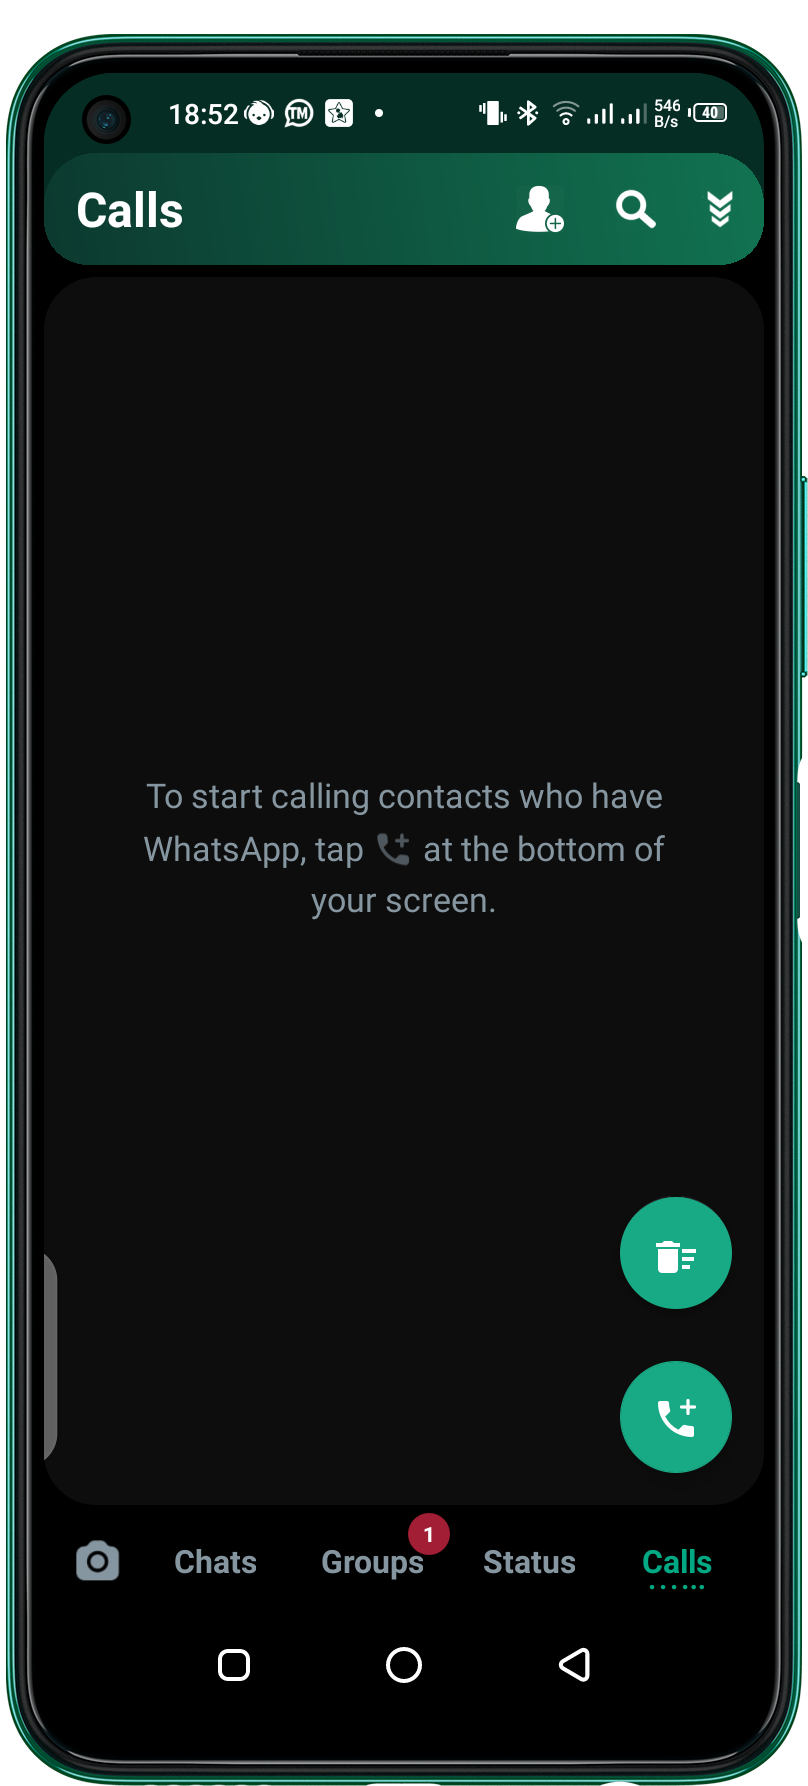 18:52 TM 546 B/s 40
Calls
To start calling contacts who have
WhatsApp, tap at the bottom of
your screen.
1
Chats Groups Status Calls